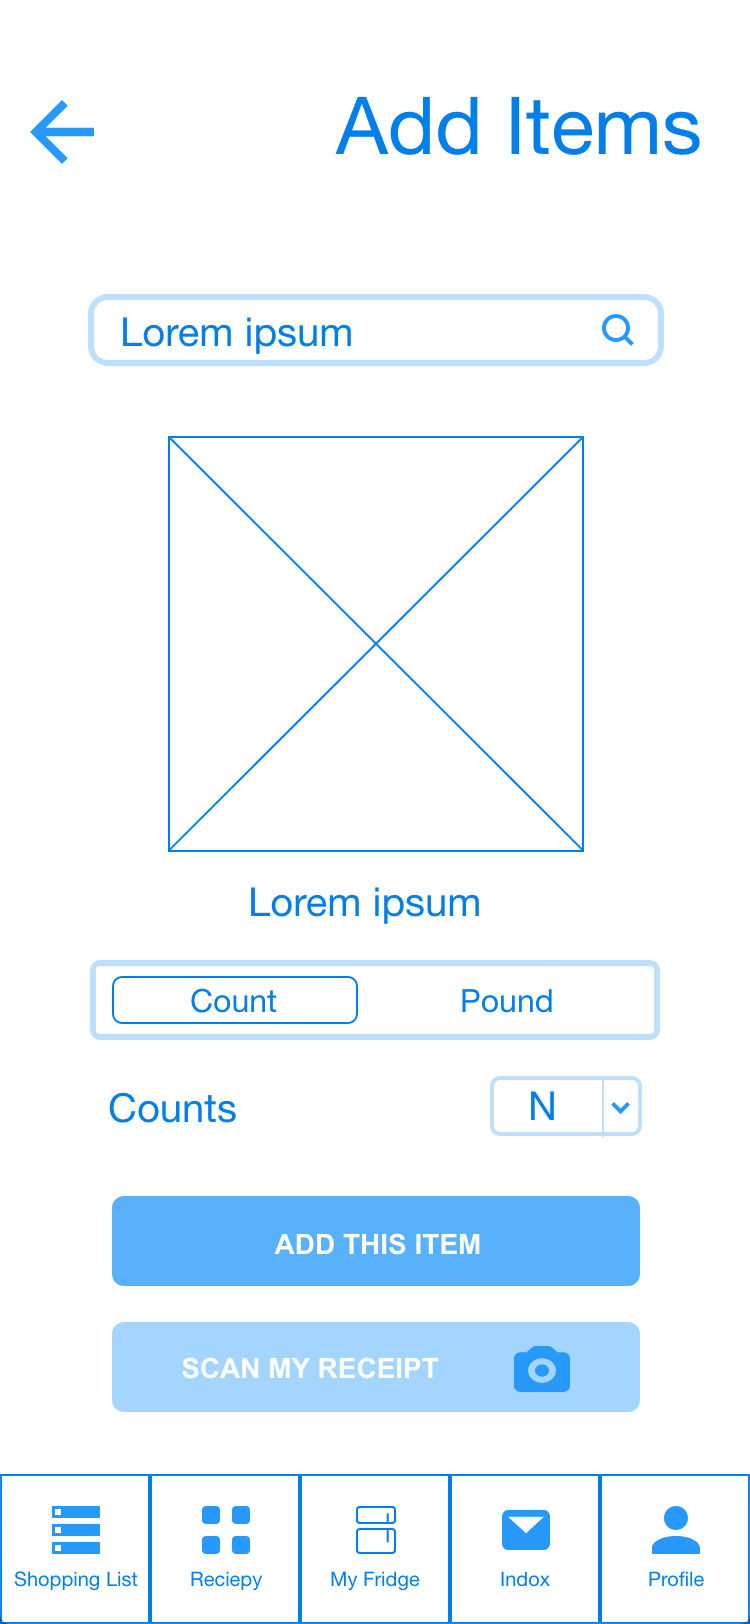 Add Items
Lorem ipsum
Lorem ipsum
Count Pound
Counts N
ADD THIS ITEM
SCAN MY RECEIPT
Shopping List Reciepy My Fridge Indox Profile